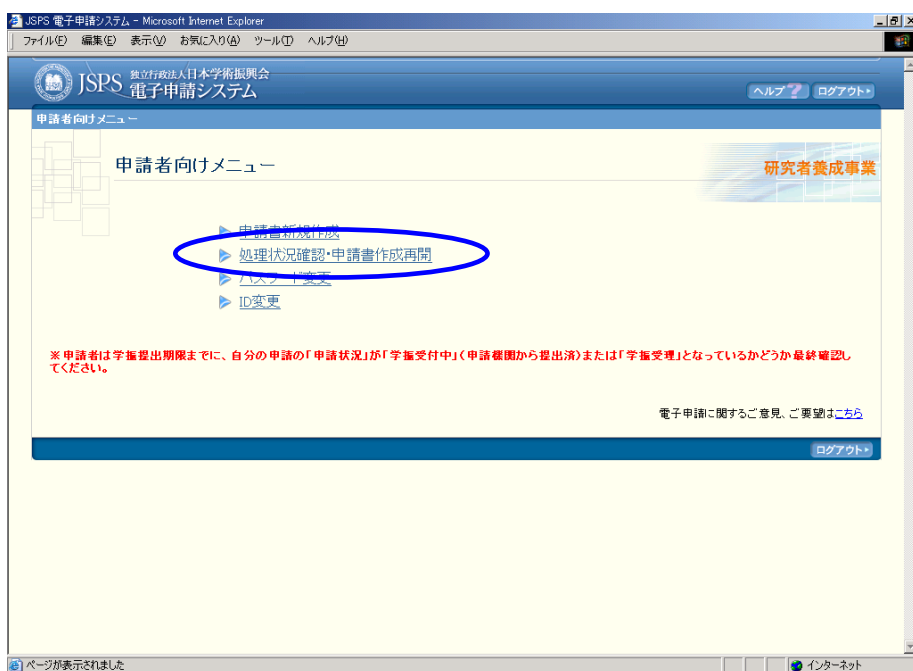 JSPS 電子申請システム - Microsoft Internet Explorer
ファイル(F) 編集(E) 表示(V) お気に入り(A) ツール(T) ヘルプ(H)
JSPS 独立行政法人日本学術振興会
電子申請システム
ヘルプ ? ログアウト
申請者向けメニュー
申請者向けメニュー
研究者養成事業
申請書新規作成
処理状況確認・申請書作成再開
パスワード変更
ID変更
※申請者は学振提出期限までに、自分の申請の「申請状況」が「学振受付中」(申請機関から提出済)または「学振受理」となっているかどうか最終確認し
てください。
電子申請に関するご意見、ご要望はこちら
ログアウト
ページが表示されました
インターネット